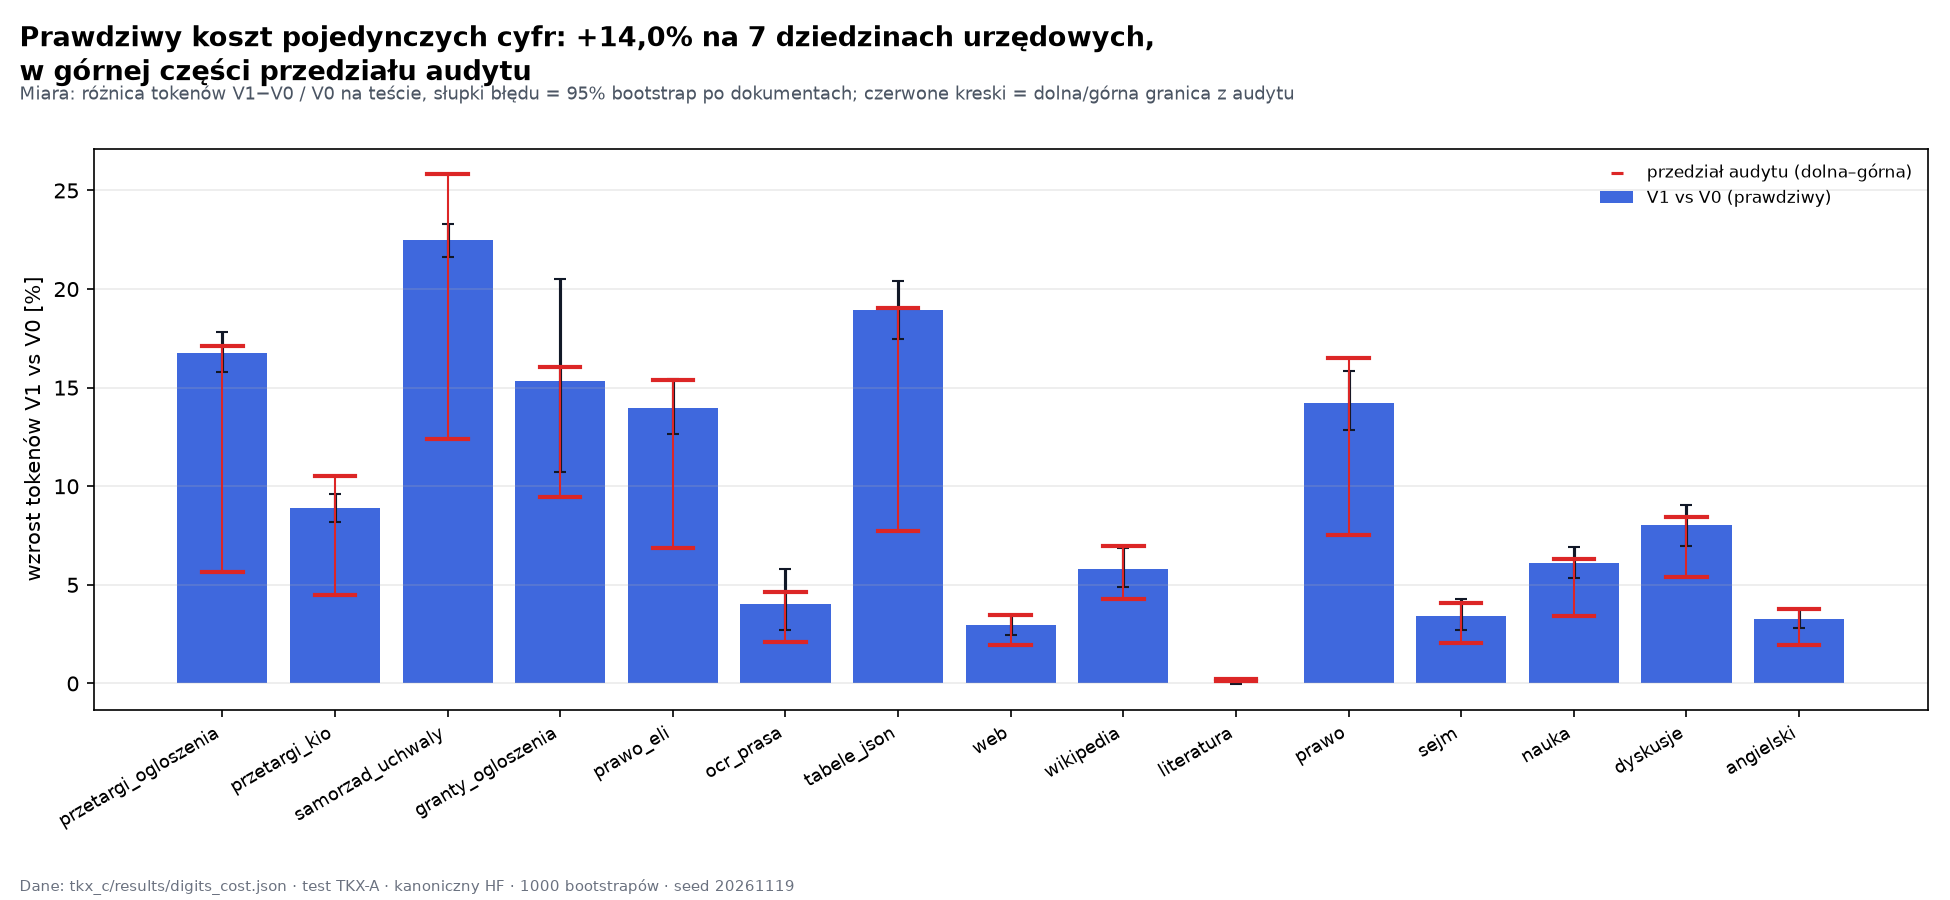 Prawdziwy koszt pojedynczych cyfr: +14,0% na 7 dziedzinach urzędowych,
w górnej części przedziału audytu
Miara: różnica tokenów V1−V0 / V0 na teście, słupki błędu = 95% bootstrap po dokumentach; czerwone kreski = dolna/górna granica z audytu
przedział audytu (dolna–górna)
V1 vs V0 (prawdziwy)
wzrost tokenów V1 vs V0 [%]
25
20
15
10
5
0
przetargi_ogloszenia
przetargi_kio
samorzad_uchwaly
granty_ogloszenia
prawo_eli
ocr_prasa
tabele_json
web
wikipedia
literatura
prawo
sejm
nauka
dyskusje
angielski
Dane: tkx_c/results/digits_cost.json · test TKX-A · kanoniczny HF · 1000 bootstrapów · seed 20261119